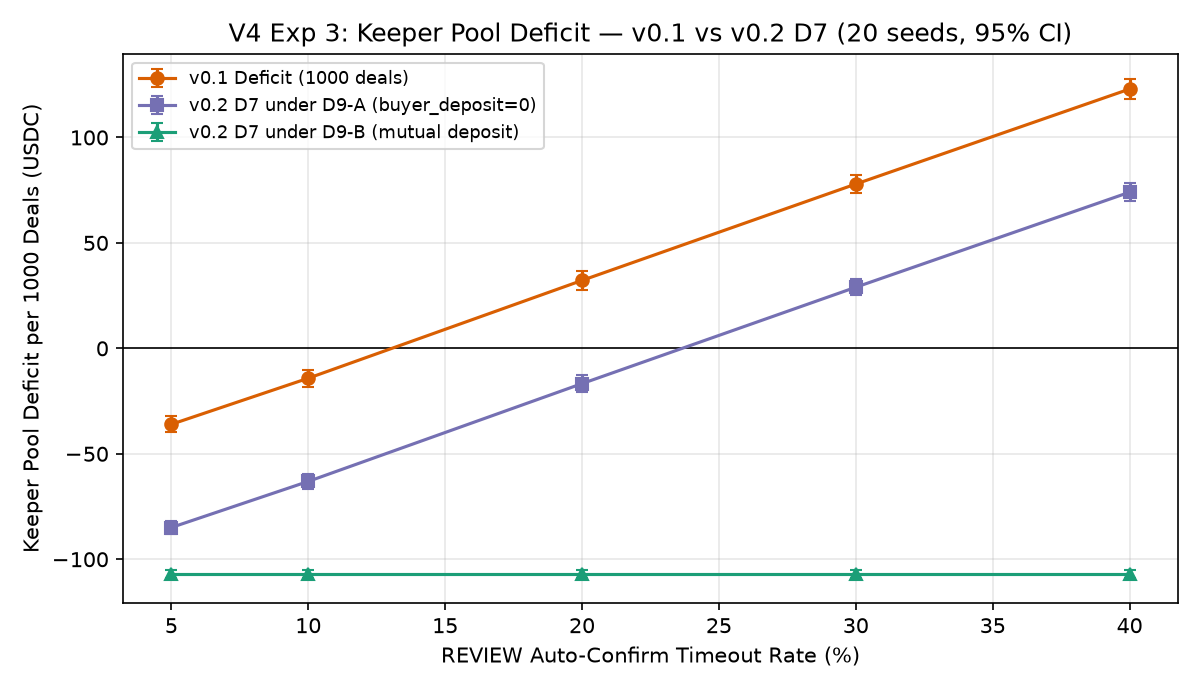 V4 Exp 3: Keeper Pool Deficit — v0.1 vs v0.2 D7 (20 seeds, 95% CI)
v0.1 Deficit (1000 deals)
v0.2 D7 under D9-A (buyer_deposit=0)
v0.2 D7 under D9-B (mutual deposit)
Keeper Pool Deficit per 1000 Deals (USDC)
100
50
0
−50
−100
5 10 15 20 25 30 35 40
REVIEW Auto-Confirm Timeout Rate (%)